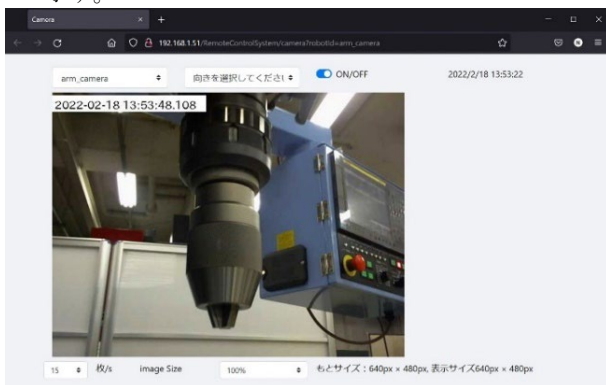 Camera
192.168.1.51/RemoteControlSystem/camera?robotId=arm_camera
arm_camera 向きを選択してください ON/OFF 2022/2/18 13:53:22
2022-02-18 13:53:48.108
15 枚/s image Size 100% もとサイズ：640px × 480px, 表示サイズ640px × 480px